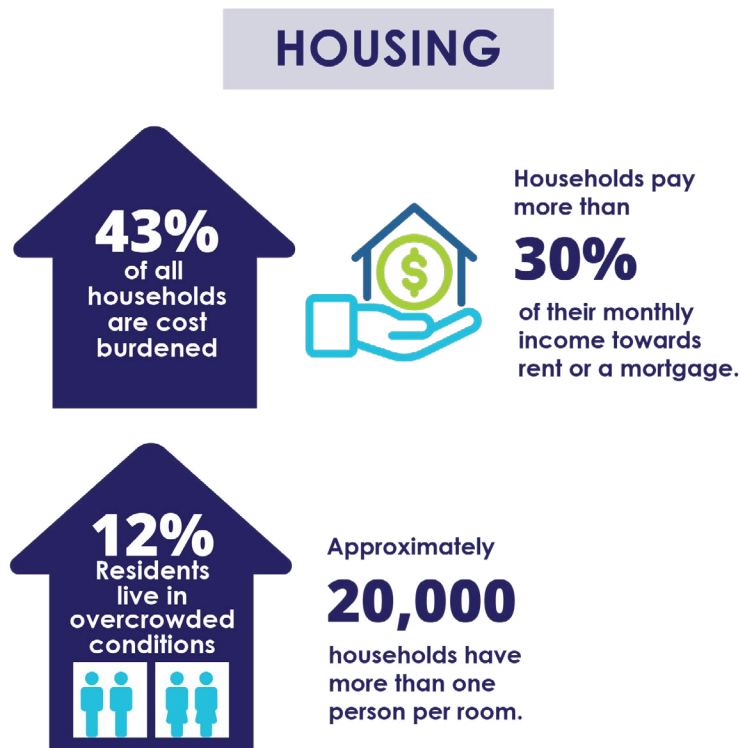 HOUSING
43%
of all
households
are cost
burdened
$
Households pay
more than
30%
of their monthly
income towards
rent or a mortgage.
12%
Residents
live in
overcrowded
conditions
Approximately
20,000
households have
more than one
person per room.